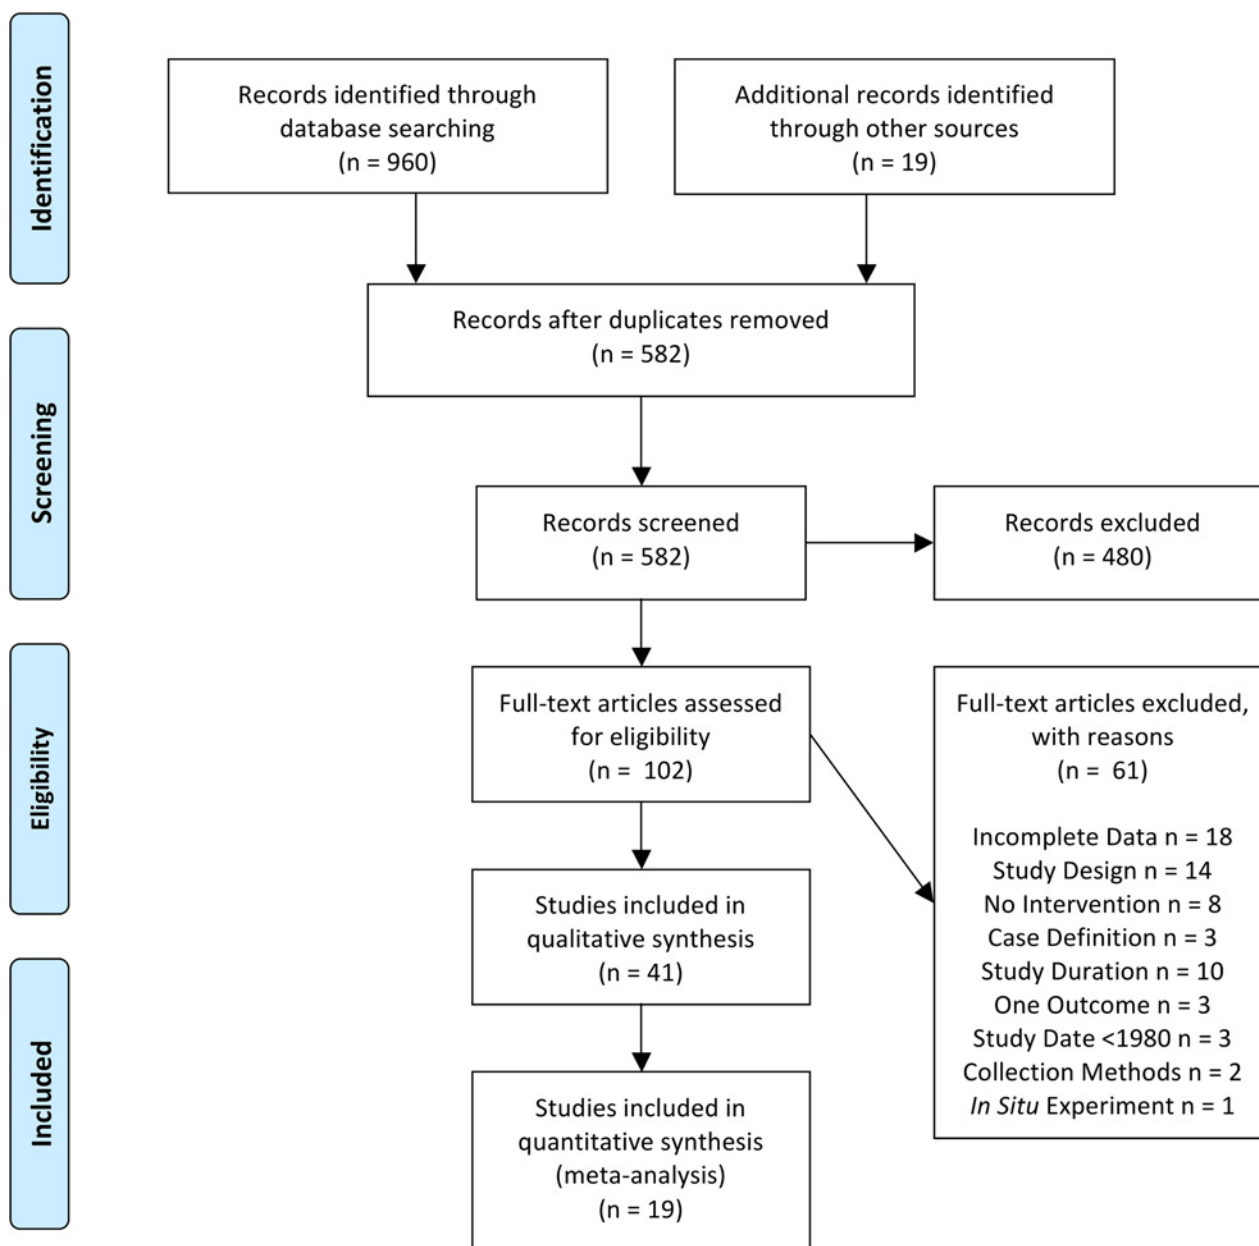 Identification
Records identified through
database searching
(n = 960)
Additional records identified
through other sources
(n = 19)
Records after duplicates removed
(n = 582)
Screening
Records screened
(n = 582)
Records excluded
(n = 480)
Eligibility
Full-text articles assessed
for eligibility
(n =  102)
Full-text articles excluded,
with reasons
(n =  61)
Incomplete Data n = 18
Study Design n = 14
No Intervention n = 8
Case Definition n = 3
Study Duration n = 10
One Outcome n = 3
Study Date <1980 n = 3
Collection Methods n = 2
In Situ Experiment n = 1
Studies included in
qualitative synthesis
(n = 41)
Included
Studies included in
quantitative synthesis
(meta-analysis)
(n = 19)